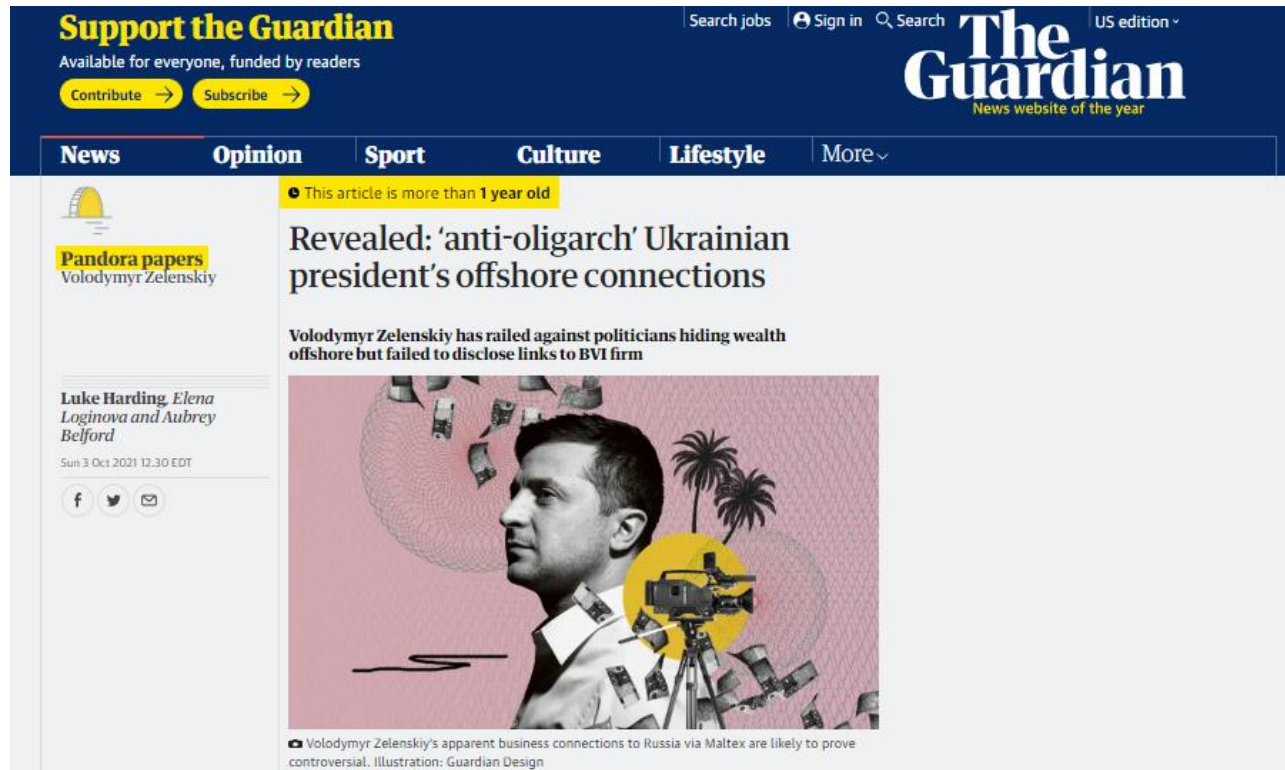 Support the Guardian
Available for everyone, funded by readers
Contribute →
Subscribe →
Search jobs
Sign in
Search
US edition
The
Guardian
News website of the year
News
Opinion
Sport
Culture
Lifestyle
More
This article is more than 1 year old
Pandora papers
Volodymyr Zelenskiy
Revealed: ‘anti-oligarch’ Ukrainian
president’s offshore connections
Volodymyr Zelenskiy has railed against politicians hiding wealth
offshore but failed to disclose links to BVI firm
Luke Harding, Elena
Loginova and Aubrey
Belford
Sun 3 Oct 2021 12.30 EDT
Volodymyr Zelenskiy's apparent business connections to Russia via Maltex are likely to prove
controversial. Illustration: Guardian Design